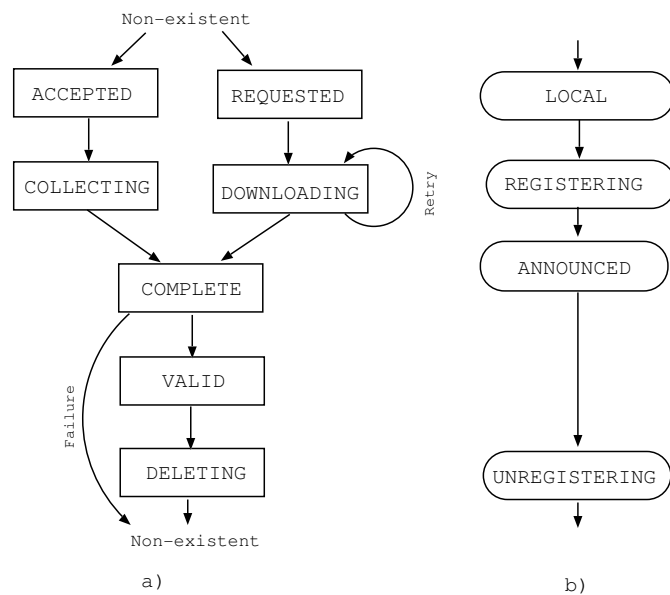 Non-existent
ACCEPTED
REQUESTED
COLLECTING
DOWNLOADING
Retry
COMPLETE
Failure
VALID
DELETING
Non-existent
a)
LOCAL
REGISTERING
ANNOUNCED
UNREGISTERING
b)